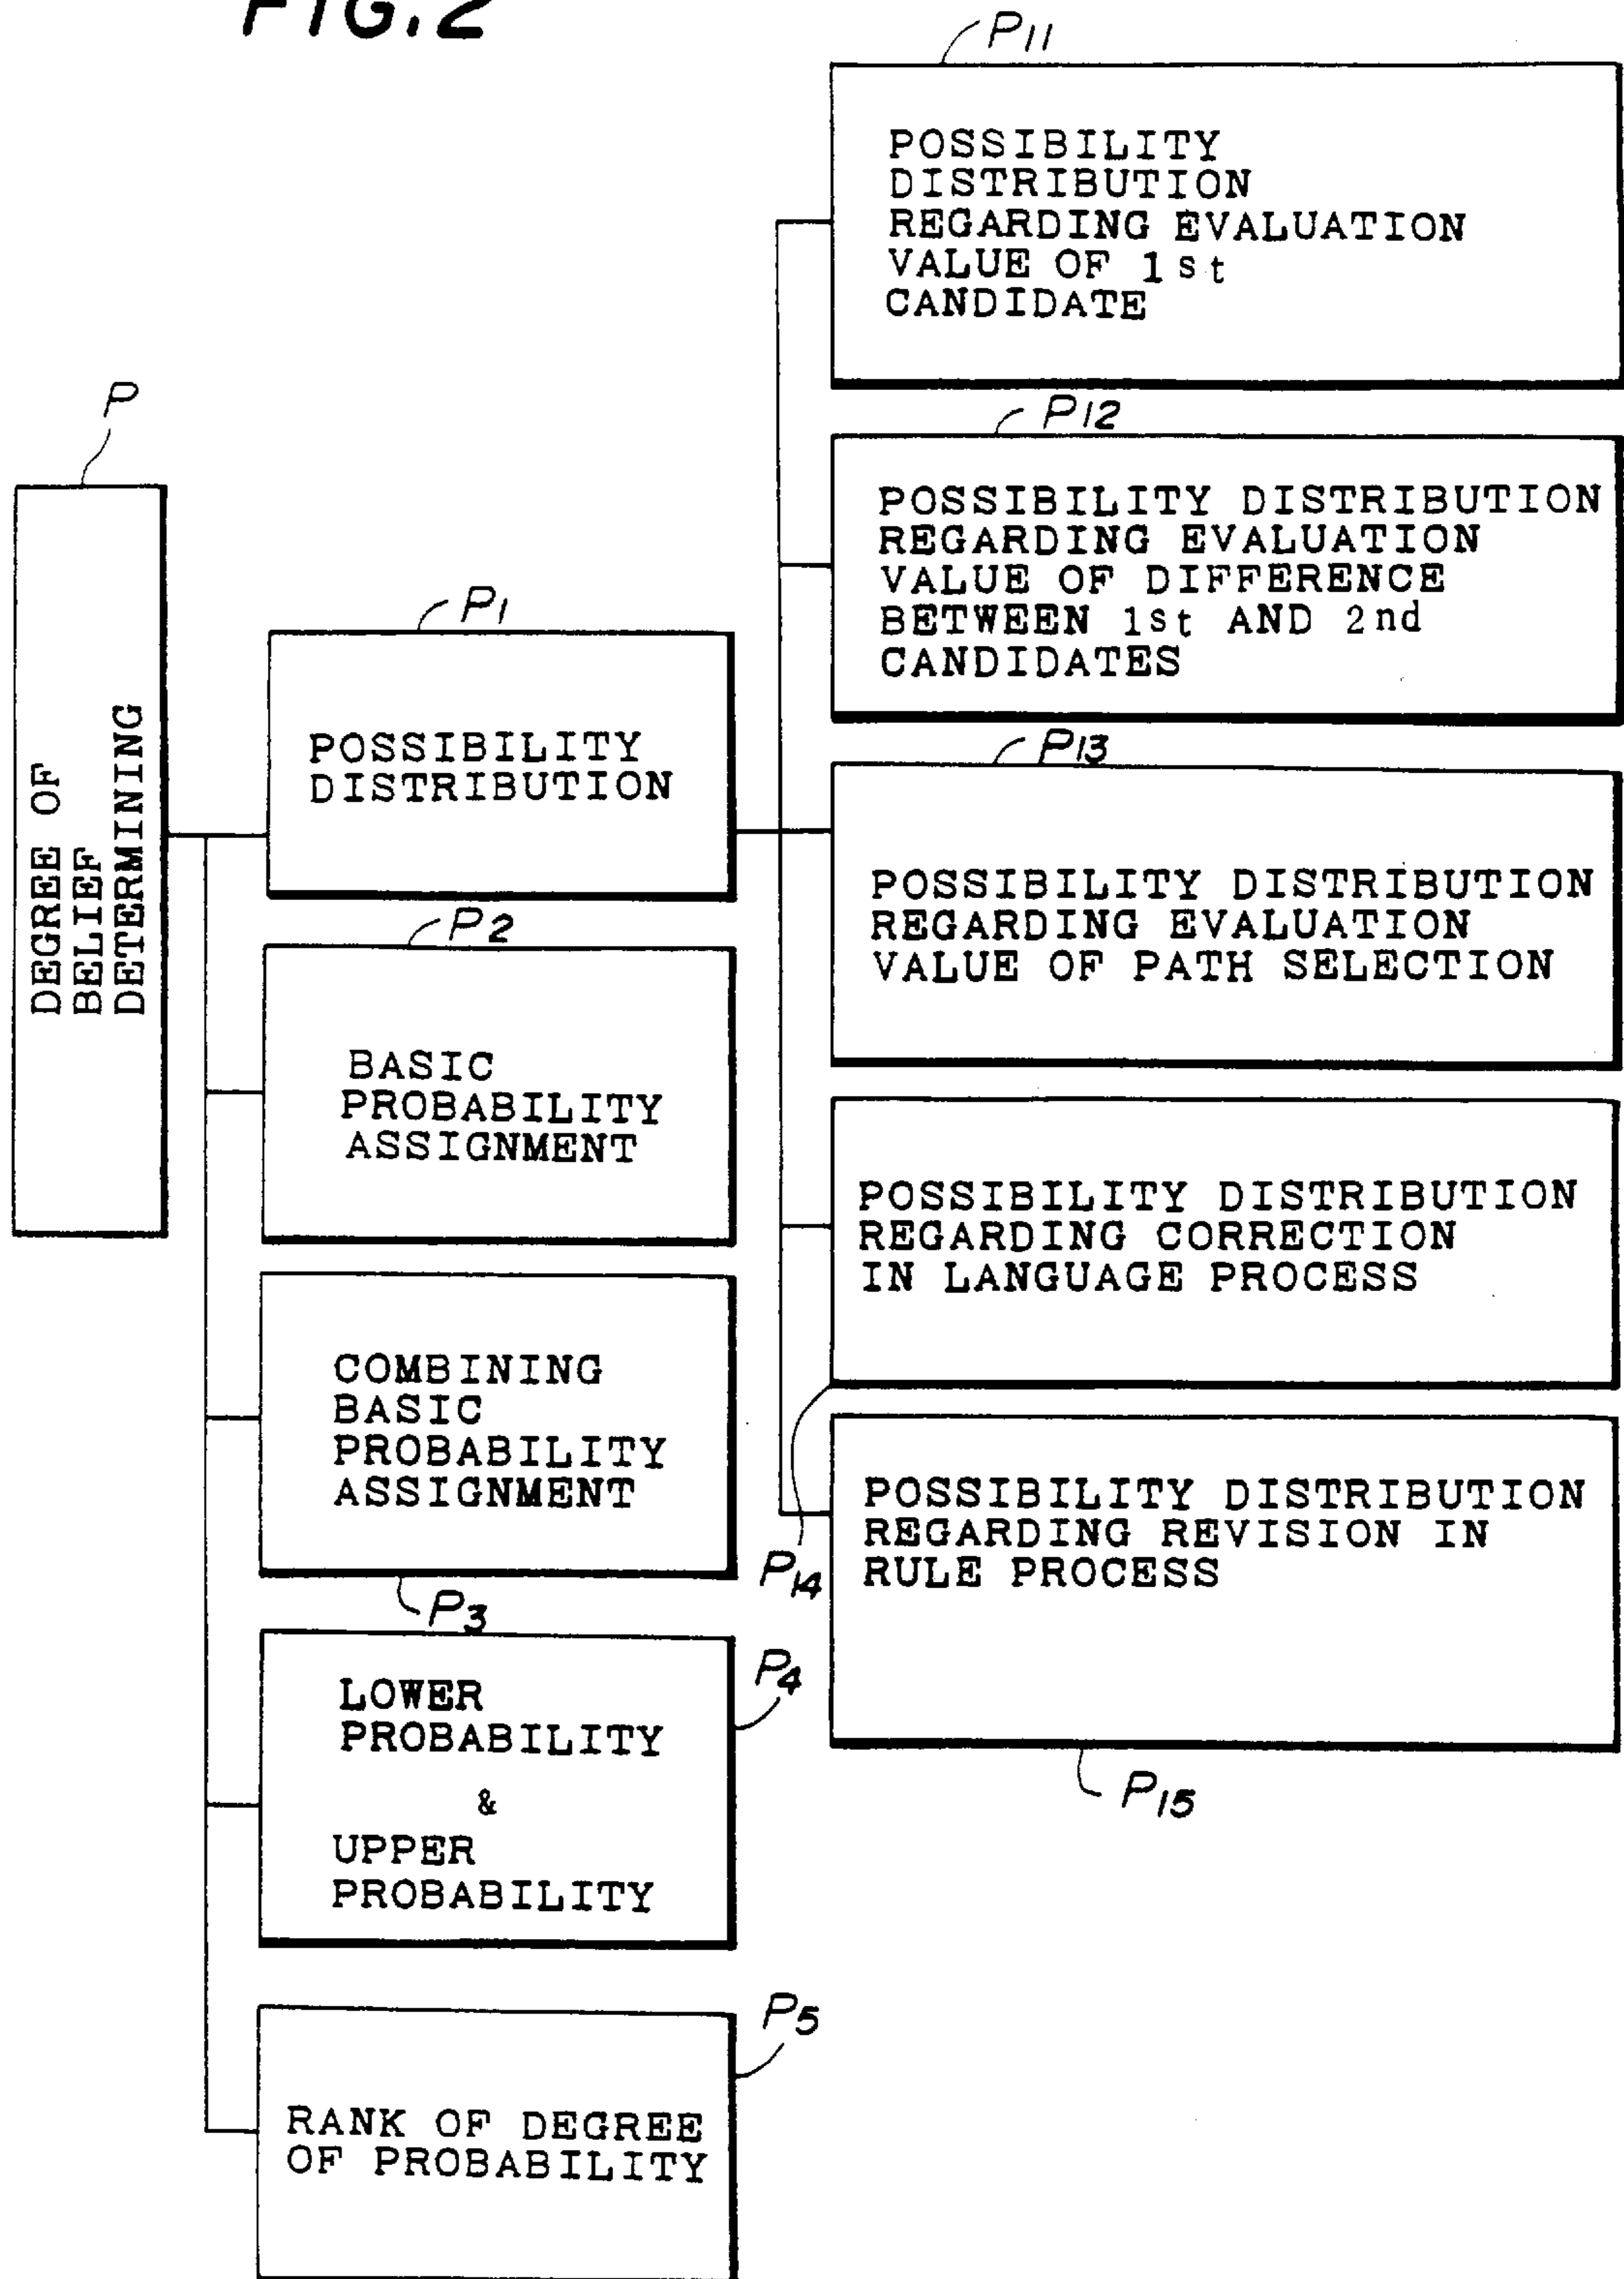 FIG.2
P
DEGREE OF
BELIEF
DETERMINING
P1
POSSIBILITY
DISTRIBUTION
P2
BASIC
PROBABILITY
ASSIGNMENT
COMBINING
BASIC
PROBABILITY
ASSIGNMENT
P3
LOWER
PROBABILITY
&
UPPER
PROBABILITY
P4
RANK OF DEGREE
OF PROBABILITY
P5
P11
POSSIBILITY
DISTRIBUTION
REGARDING EVALUATION
VALUE OF 1st
CANDIDATE
P12
POSSIBILITY DISTRIBUTION
REGARDING EVALUATION
VALUE OF DIFFERENCE
BETWEEN 1st AND 2nd
CANDIDATES
P13
POSSIBILITY DISTRIBUTION
REGARDING EVALUATION
VALUE OF PATH SELECTION
POSSIBILITY DISTRIBUTION
REGARDING CORRECTION
IN LANGUAGE PROCESS
P14
POSSIBILITY DISTRIBUTION
REGARDING REVISION IN
RULE PROCESS
P15